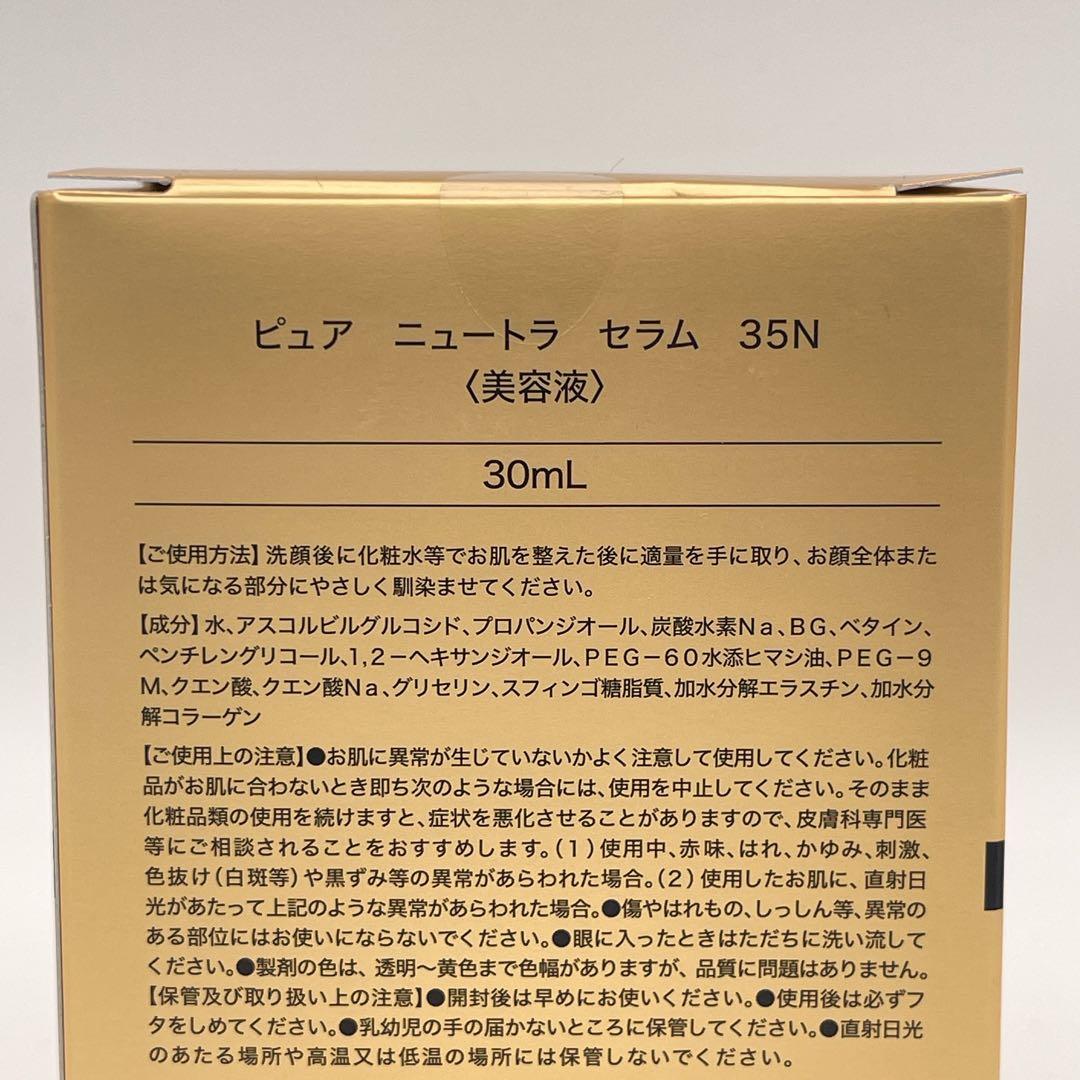 ピュア　ニュートラ　セラム　35N
〈美容液〉
30mL
【ご使用方法】洗顔後に化粧水等でお肌を整えた後に適量を手に取り、お顔全体また
は気になる部分にやさしく馴染ませてください。
【成分】水、アスコルビルグルコシド、プロパンジオール、炭酸水素Na、BG、ベタイン、
ペンチレングリコール、1,2－ヘキサンジオール、PEG－60水添ヒマシ油、PEG－9
M、クエン酸、クエン酸Na、グリセリン、スフィンゴ糖脂質、加水分解エラスチン、加水分
解コラーゲン
【ご使用上の注意】●お肌に異常が生じていないかよく注意して使用してください。化粧
品がお肌に合わないとき即ち次のような場合には、使用を中止してください。そのまま
化粧品類の使用を続けますと、症状を悪化させることがありますので、皮膚科専門医
等にご相談されることをおすすめします。（1）使用中、赤味、はれ、かゆみ、刺激、
色抜け（白斑等）や黒ずみ等の異常があらわれた場合。（2）使用したお肌に、直射日
光があたって上記のような異常があらわれた場合。●傷やはれもの、しっしん等、異常の
ある部位にはお使いにならないでください。●眼に入ったときはただちに洗い流して
ください。●製剤の色は、透明～黄色まで色幅がありますが、品質に問題はありません。
【保管及び取り扱い上の注意】●開封後は早めにお使いください。●使用後は必ずフ
タをしめてください。●乳幼児の手の届かないところに保管してください。●直射日光
のあたる場所や高温又は低温の場所には保管しないでください。